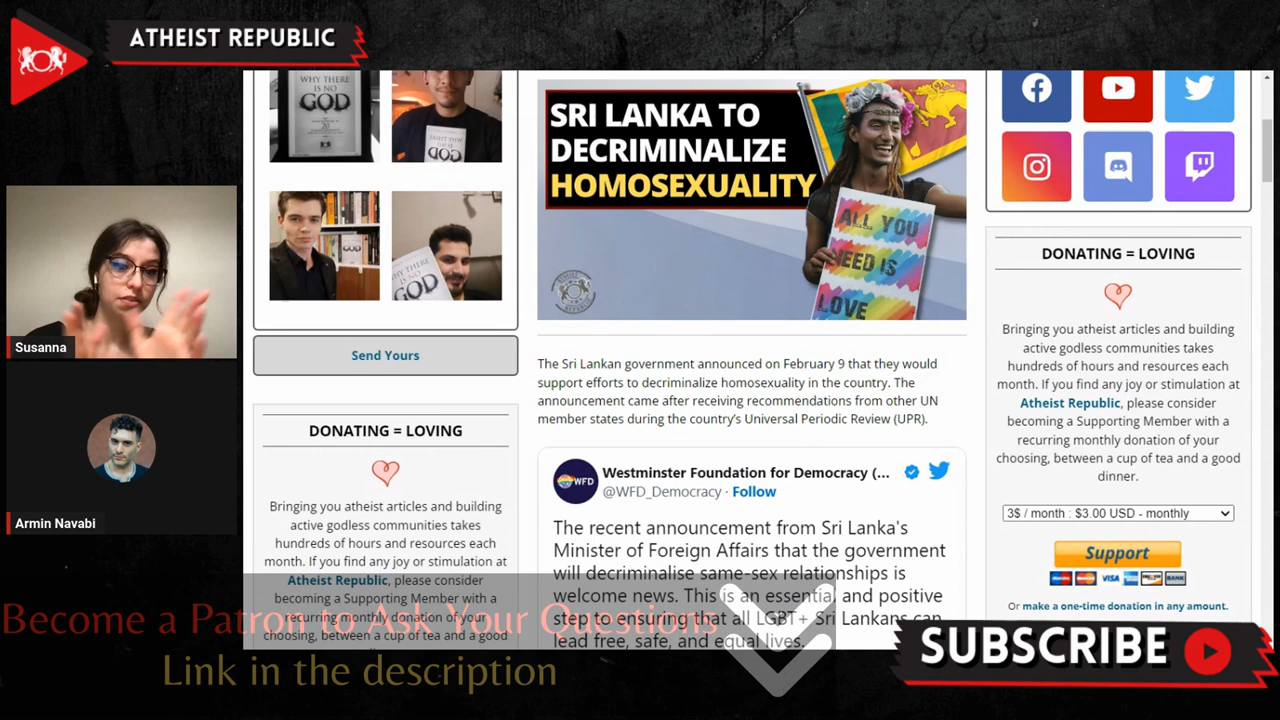 ATHEIST REPUBLIC
WHY THERE
IS NO
GOD
GOD
WHY THERE
IS NO
GOD
Send Yours
DONATING = LOVING
Bringing you atheist articles and building
active godless communities takes
hundreds of hours and resources each
month. If you find any joy or stimulation at
Atheist Republic, please consider
becoming a Supporting Member with a
recurring monthly donation of your
choosing, between a cup of tea and a good
Susanna
Armin Navabi
SRI LANKA TO
DECRIMINALIZE
HOMOSEXUALITY
ALL YOU
NEED IS
LOVE
The Sri Lankan government announced on February 9 that they would
support efforts to decriminalize homosexuality in the country. The
announcement came after receiving recommendations from other UN
member states during the country's Universal Periodic Review (UPR).
WFD
Westminster Foundation for Democracy (...
@WFD_Democracy · Follow
The recent announcement from Sri Lanka's
Minister of Foreign Affairs that the government
will decriminalise same-sex relationships is
welcome news. This is an essential and positive
step to ensuring that all LGBT+ Sri Lankans can
lead free, safe, and equal lives.
DONATING = LOVING
Bringing you atheist articles and building
active godless communities takes
hundreds of hours and resources each
month. If you find any joy or stimulation at
Atheist Republic, please consider
becoming a Supporting Member with a
recurring monthly donation of your
choosing, between a cup of tea and a good
dinner.
3$ / month : $3.00 USD - monthly
Support
VISA
BANK
Or make a one-time donation in any amount.
Become a Patron to Ask Your Questions
Link in the description
SUBSCRIBE